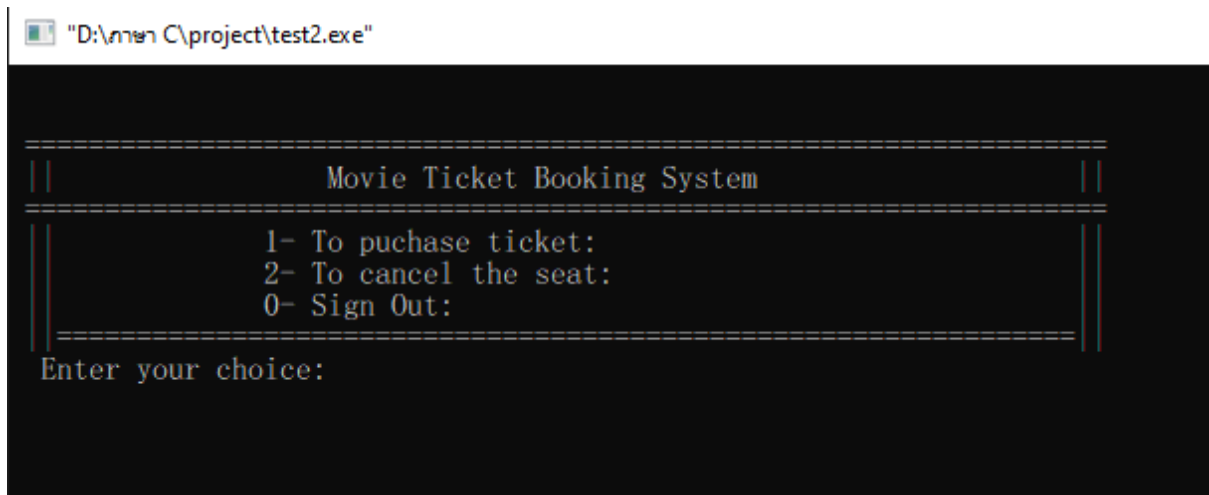 "D:\ภาษา C\project\test2.exe"
====================================================================
||                 Movie Ticket Booking System                    ||
====================================================================
||             1- To puchase ticket:                              ||
||             2- To cancel the seat:                             ||
||             0- Sign Out:                                       ||
||================================================================||
Enter your choice: